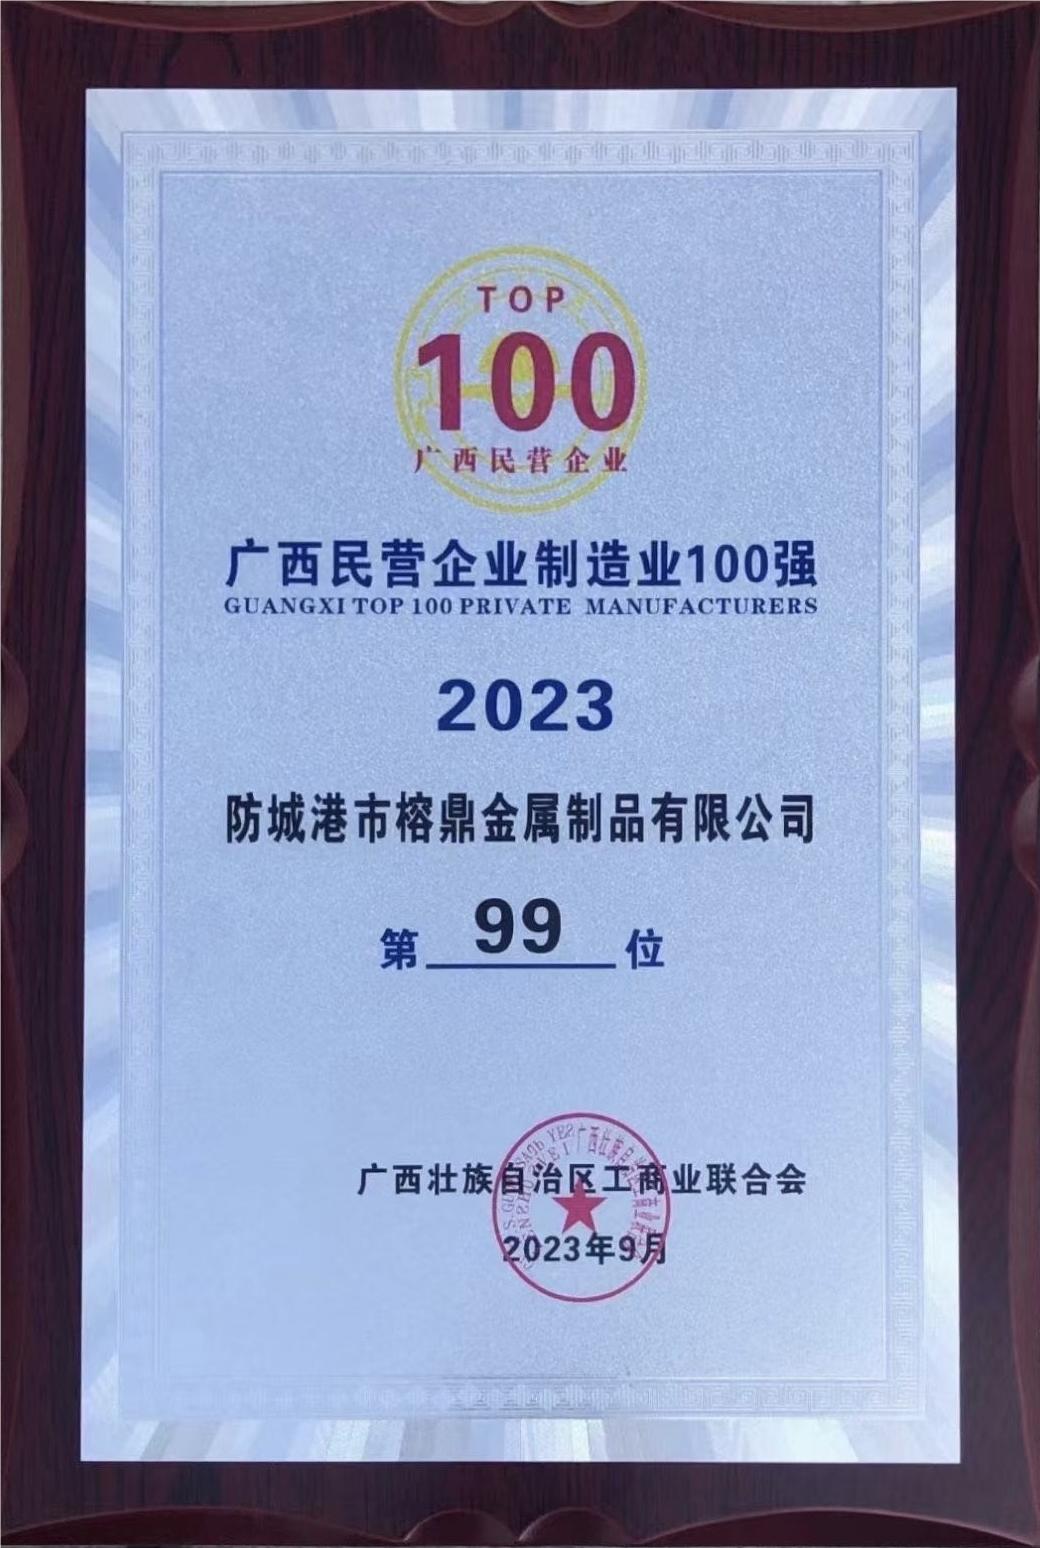 TOP
100
广西民营企业
广西民营企业制造业100强
GUANGXI TOP 100 PRIVATE MANUFACTURERS
2023
防城港市榕鼎金属制品有限公司
第 99 位
广西壮族自治区工商业联合会
2023年9月